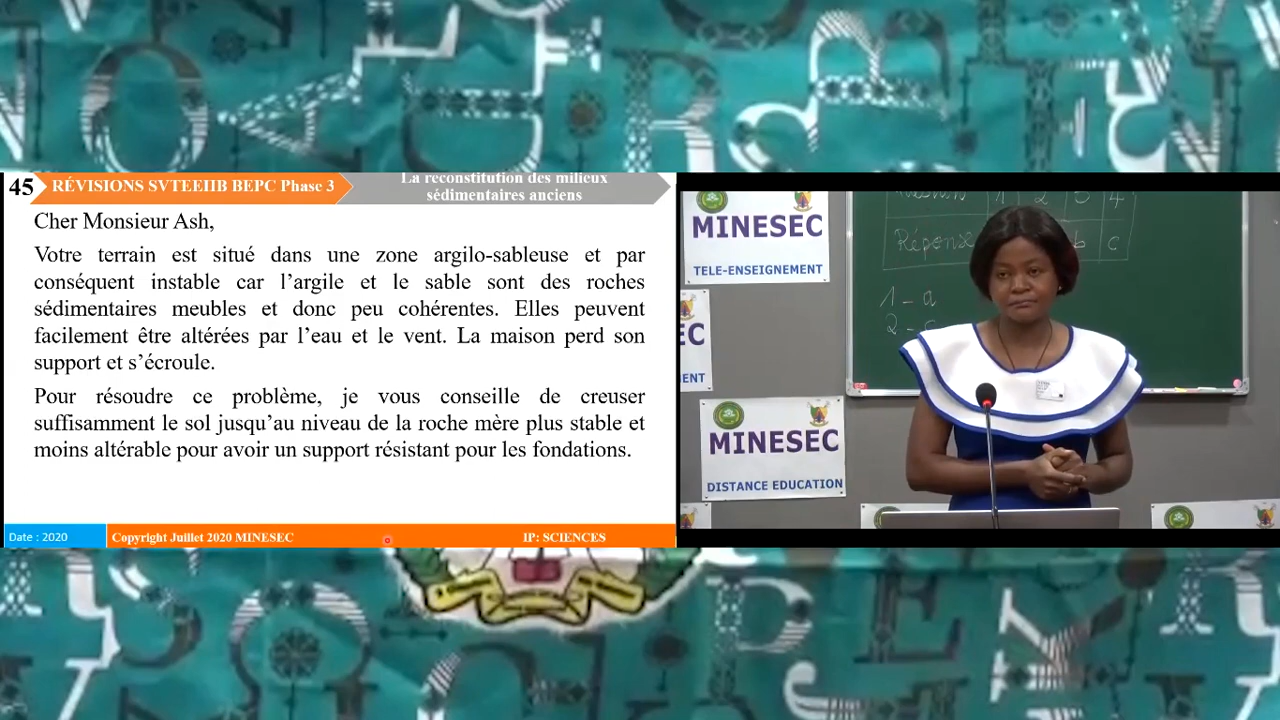 45
RÉVISIONS SVTEEHB BEPC Phase 3
La reconstitution des milieux
sédimentaires anciens
Cher Monsieur Ash,
Votre terrain est situé dans une zone argilo-sableuse et par
conséquent instable car l’argile et le sable sont des roches
sédimentaires meubles et donc peu cohérentes. Elles peuvent
facilement être altérées par l’eau et le vent. La maison perd son
support et s’écroule.
Pour résoudre ce problème, je vous conseille de creuser
suffisamment le sol jusqu’au niveau de la roche mère plus stable et
moins altérable pour avoir un support résistant pour les fondations.
Date : 2020
Copyright Juillet 2020 MINESEC
IP: SCIENCES
MINESEC
TELE-ENSEIGNEMENT
EC
ENT
MINESEC
DISTANCE EDUCATION
Réponse
b
c
1 - a
2 -